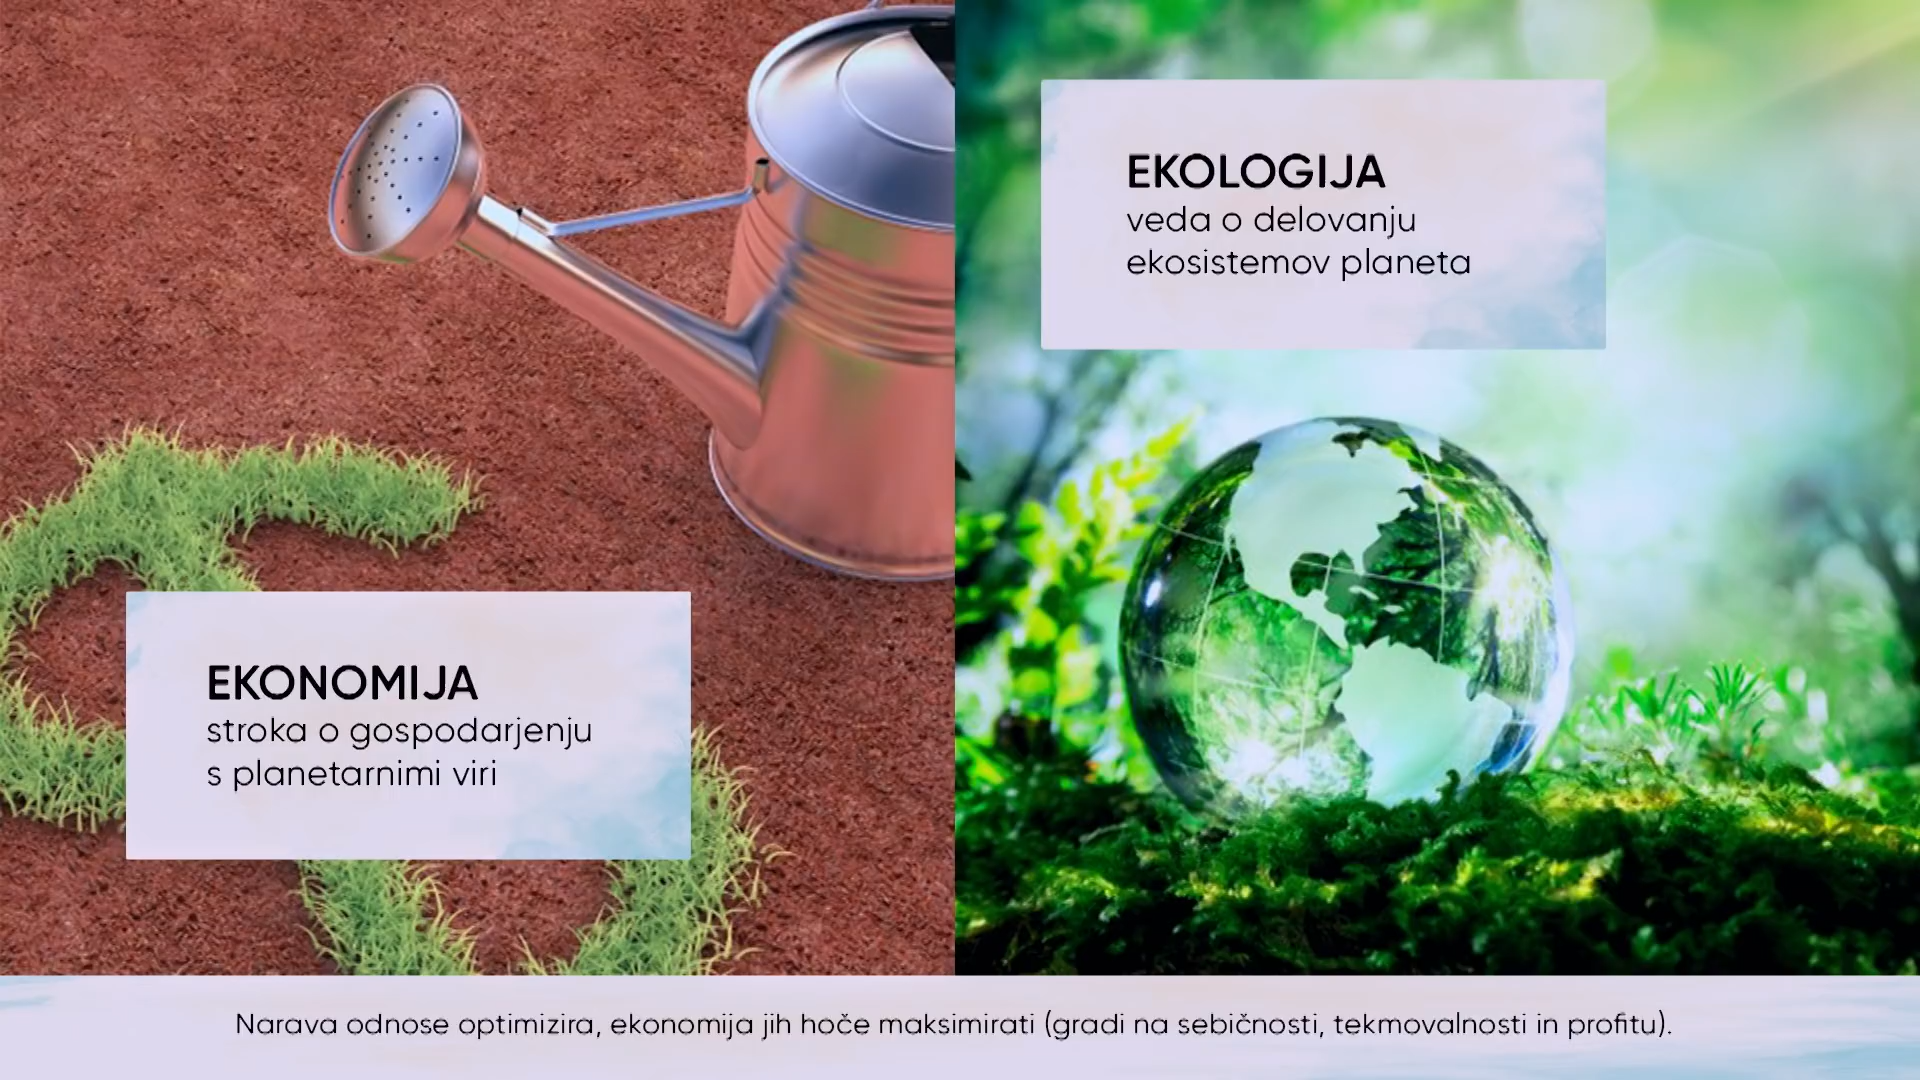 EKOLOGIJA
veda o delovanju
ekosistemov planeta
EKONOMIJA
stroka o gospodarjenju
s planetarnimi viri
Narava odnose optimizira, ekonomija jih hoče maksimirati (gradi na sebičnosti, tekmovalnosti in profitu).